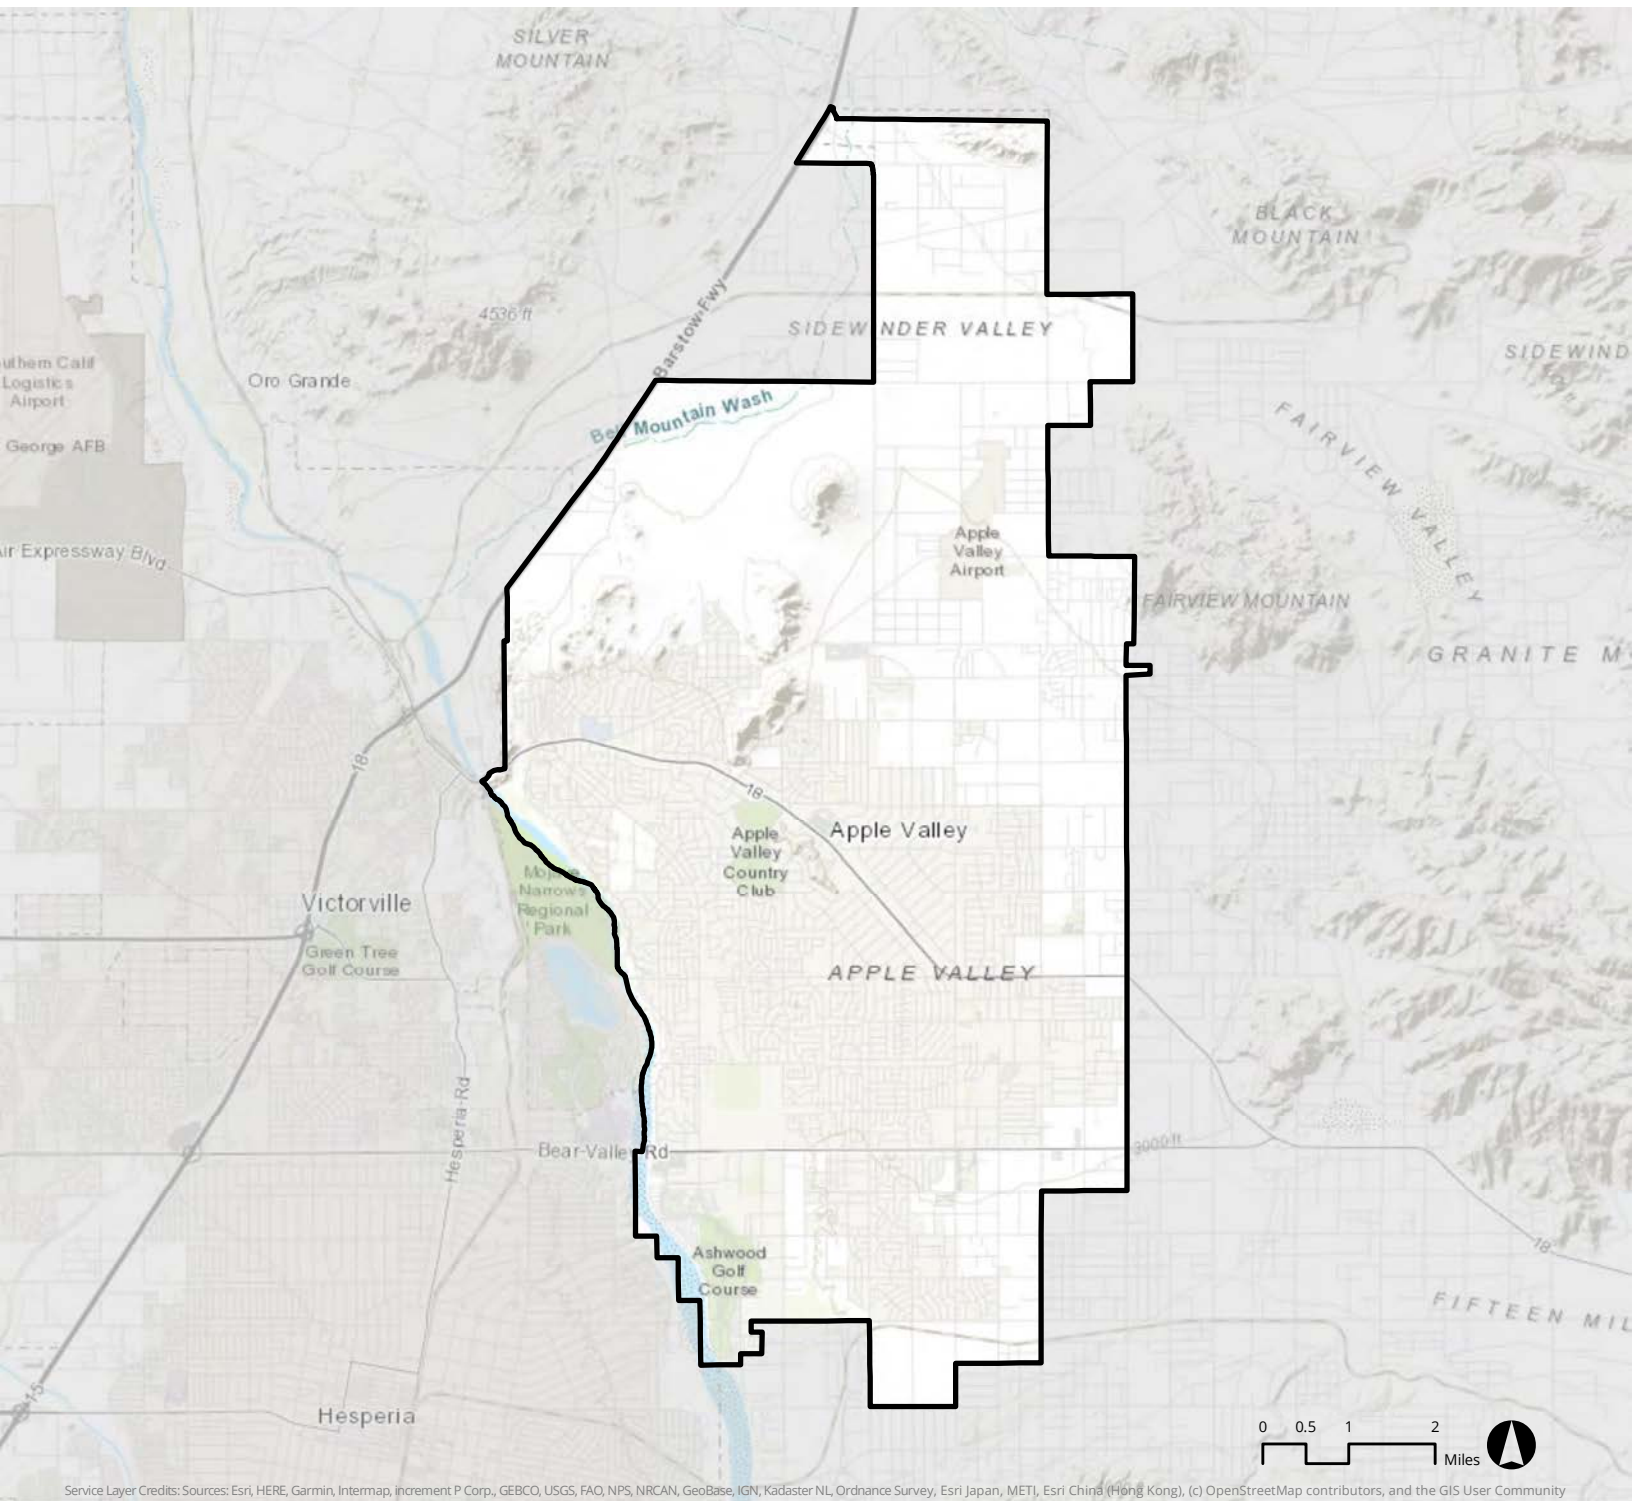 SILVER
MOUNTAIN
BLACK
MOUNTAIN
4536 ft
Barstow-Fwy
SIDEWINDER VALLEY
SIDEWIND
uthern Calif
Logistics
Airport
George AFB
Oro Grande
Bell Mountain Wash
FAIRVIEW VALLEY
Apple
Valley
Airport
Air Expressway Blvd
FAIRVIEW MOUNTAIN
GRANITE M
18
18
Apple Valley
Apple
Valley
Country
Club
Mojave
Narrows
Regional
Park
Victorville
Green Tree
Golf Course
APPLE VALLEY
Hesperia-Rd
Bear-Valley Rd
3000 ft
18
Ashwood
Golf
Course
FIFTEEN MIL
15
Hesperia
0 0.5 1 2
Miles
Service Layer Credits: Sources: Esri, HERE, Garmin, Intermap, increment P Corp., GEBCO, USGS, FAO, NPS, NRCAN, GeoBase, IGN, Kadaster NL, Ordnance Survey, Esri Japan, METI, Esri China (Hong Kong), (c) OpenStreetMap contributors, and the GIS User Community